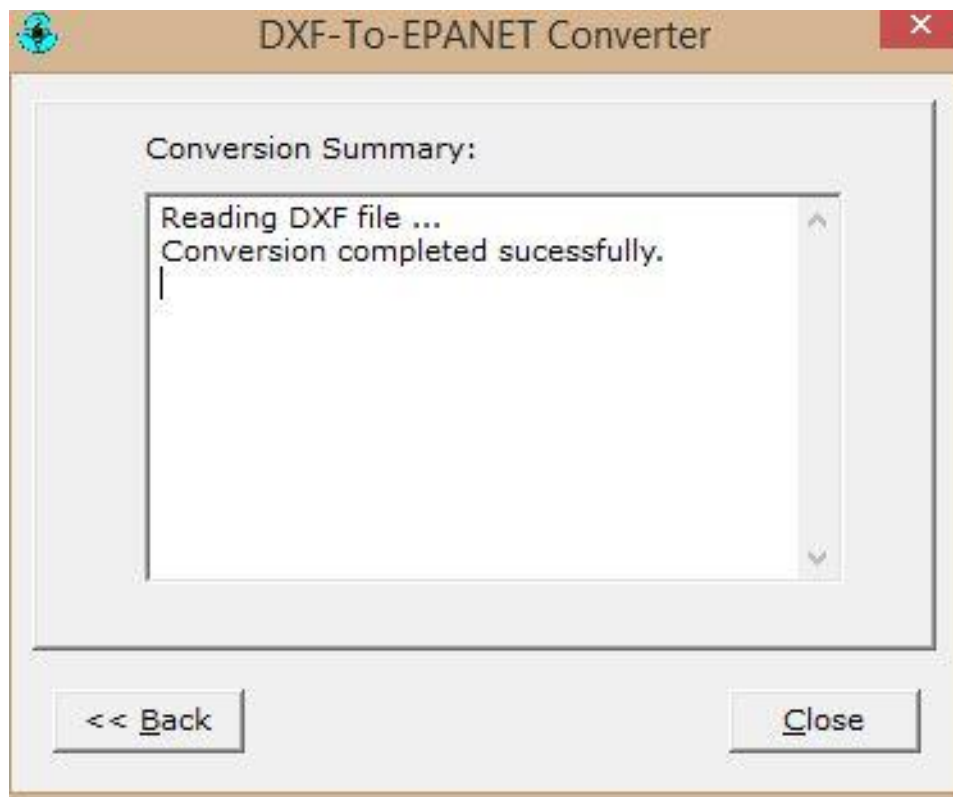 DXF-To-EPANET Converter
Conversion Summary:
Reading DXF file ...
Conversion completed sucessfully.
<< Back
Close